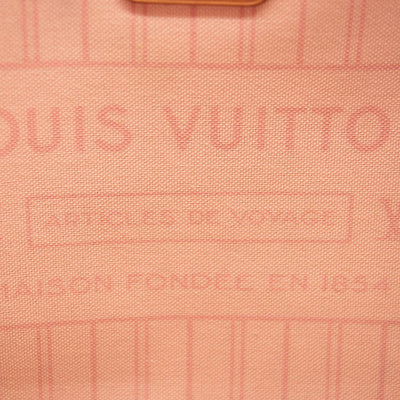 OUIS VUITTO
ARTICLES DE VOYAGE
MAISON FONDÉE EN 1854